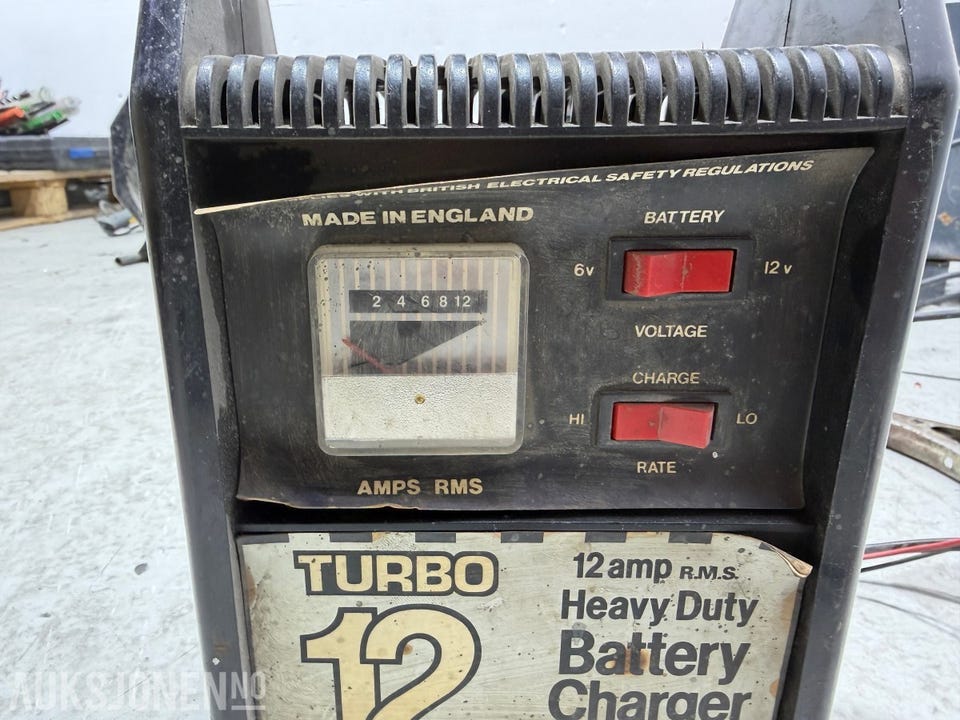 WITH BRITISH ELECTRICAL SAFETY REGULATIONS
MADE IN ENGLAND
2 4 6 8 12
AMPS RMS
BATTERY
6v 12v
VOLTAGE
CHARGE
HI LO
RATE
TURBO
12
12 amp R.M.S.
Heavy Duty
Battery
Charger
AUKSJONEN.NO